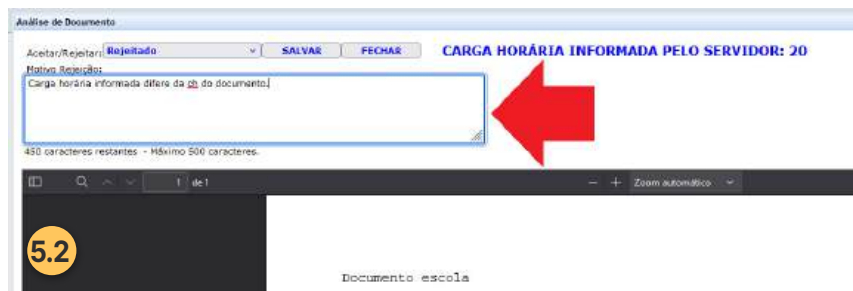 Análise de Documento
Aceitar/Rejeitar: Rejeitado SALVAR FECHAR CARGA HORÁRIA INFORMADA PELO SERVIDOR: 20
Motivo Rejeição:
Carga horária informada difere da ch do documento.
450 caracteres restantes - Máximo 500 caracteres.
1 de 1 Zoom automático
5.2
Documento escola